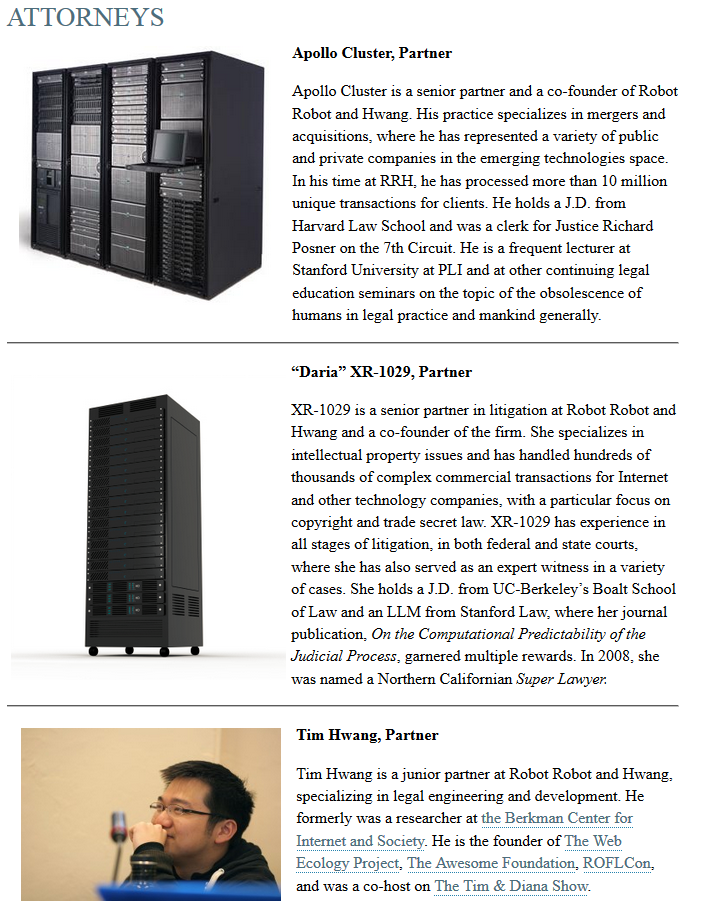 ATTORNEYS
Apollo Cluster, Partner
Apollo Cluster is a senior partner and a co-founder of Robot
Robot and Hwang. His practice specializes in mergers and
acquisitions, where he has represented a variety of public
and private companies in the emerging technologies space.
In his time at RRH, he has processed more than 10 million
unique transactions for clients. He holds a J.D. from
Harvard Law School and was a clerk for Justice Richard
Posner on the 7th Circuit. He is a frequent lecturer at
Stanford University at PLI and at other continuing legal
education seminars on the topic of the obsolescence of
humans in legal practice and mankind generally.
“Daria” XR-1029, Partner
XR-1029 is a senior partner in litigation at Robot Robot and
Hwang and a co-founder of the firm. She specializes in
intellectual property issues and has handled hundreds of
thousands of complex commercial transactions for Internet
and other technology companies, with a particular focus on
copyright and trade secret law. XR-1029 has experience in
all stages of litigation, in both federal and state courts,
where she has also served as an expert witness in a variety
of cases. She holds a J.D. from UC-Berkeley’s Boalt School
of Law and an LLM from Stanford Law, where her journal
publication, On the Computational Predictability of the
Judicial Process, garnered multiple rewards. In 2008, she
was named a Northern Californian Super Lawyer.
Tim Hwang, Partner
Tim Hwang is a junior partner at Robot Robot and Hwang,
specializing in legal engineering and development. He
formerly was a researcher at the Berkman Center for
Internet and Society. He is the founder of The Web
Ecology Project, The Awesome Foundation, ROFLCon,
and was a co-host on The Tim & Diana Show.